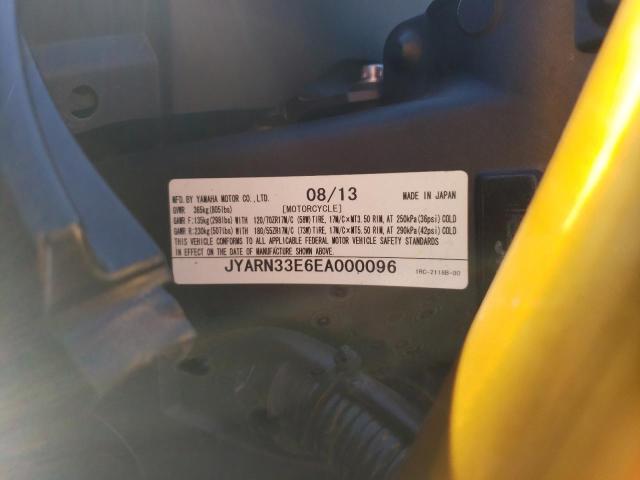 MFD. BY YAMAHA MOTOR CO., LTD. 08/13 MADE IN JAPAN
GVWR 365kg(805lbs) [MOTORCYCLE]
GAWR F:135kg(298lbs) WITH 120/70ZR17M/C (58W) TIRE, 17M/C×MT3.50 RIM, AT 250kPa(36psi) COLD
GAWR R:230kg(507lbs) WITH 180/55ZR17M/C (73W) TIRE, 17M/C×MT5.50 RIM, AT 290kPa(42psi) COLD
THIS VEHICLE CONFORMS TO ALL APPLICABLE FEDERAL MOTOR VEHICLE SAFETY STANDARDS
IN EFFECT ON THE DATE OF MANUFACTURE SHOWN ABOVE.
JYARN33E6EA000096 1RC-2118B-00